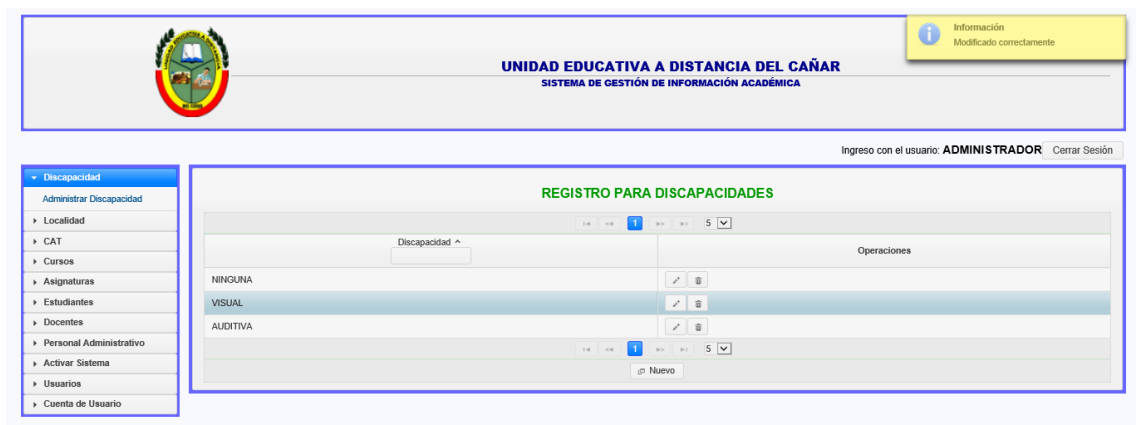 Información
Modificado correctamente
UNIDAD EDUCATIVA A DISTANCIA DEL CAÑAR
SISTEMA DE GESTIÓN DE INFORMACIÓN ACADÉMICA
Ingreso con el usuario: ADMINISTRADOR Cerrar Sesión
Discapacidad
Administrar Discapacidad
Localidad
CAT
Cursos
Asignaturas
Estudiantes
Docentes
Personal Administrativo
Activar Sistema
Usuarios
Cuenta de Usuario
REGISTRO PARA DISCAPACIDADES
1 5
Discapacidad Operaciones
NINGUNA
VISUAL
AUDITIVA
1 5
Nuevo